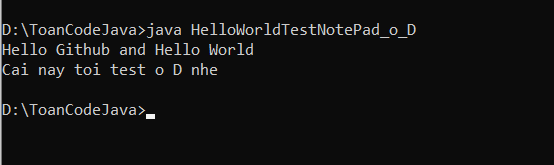 D:\ToanCodeJava>java HelloWorldTestNotePad_o_D
Hello Github and Hello World
Cai nay toi test o D nhe
D:\ToanCodeJava>